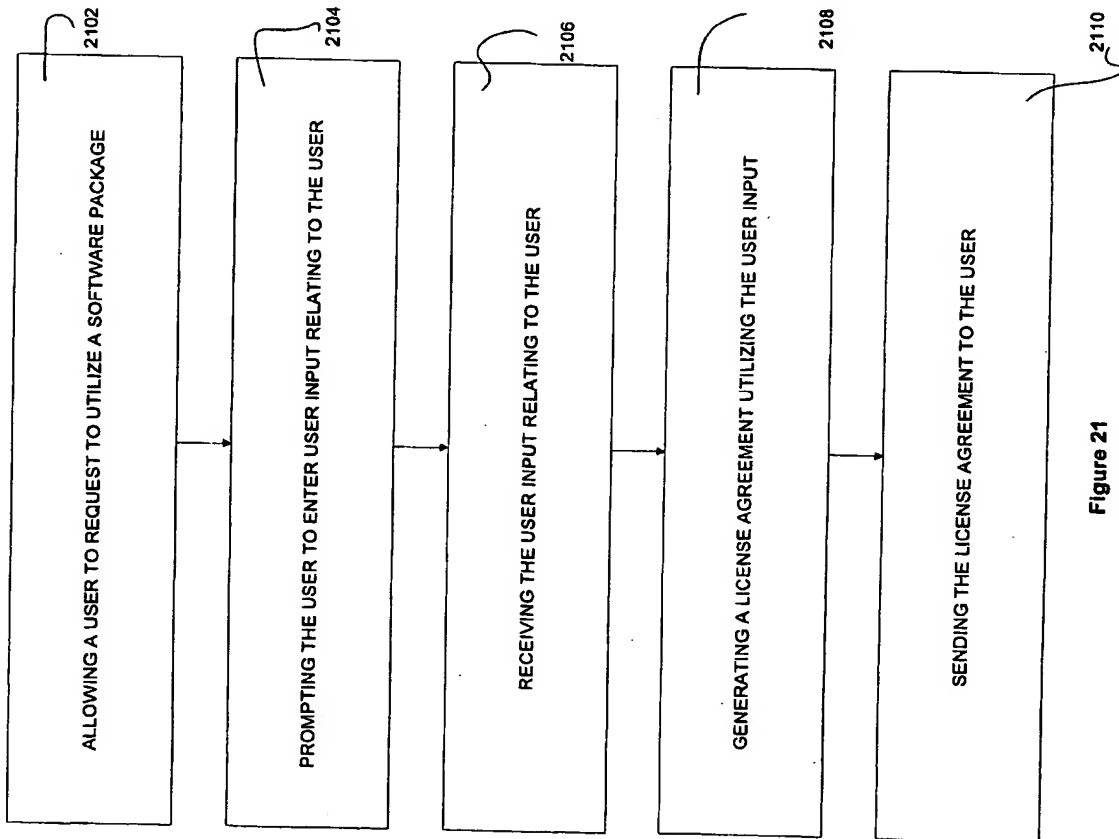 2102
ALLOWING A USER TO REQUEST TO UTILIZE A SOFTWARE PACKAGE
2104
PROMPTING THE USER TO ENTER USER INPUT RELATING TO THE USER
2106
RECEIVING THE USER INPUT RELATING TO THE USER
2108
GENERATING A LICENSE AGREEMENT UTILIZING THE USER INPUT
2110
SENDING THE LICENSE AGREEMENT TO THE USER
Figure 21